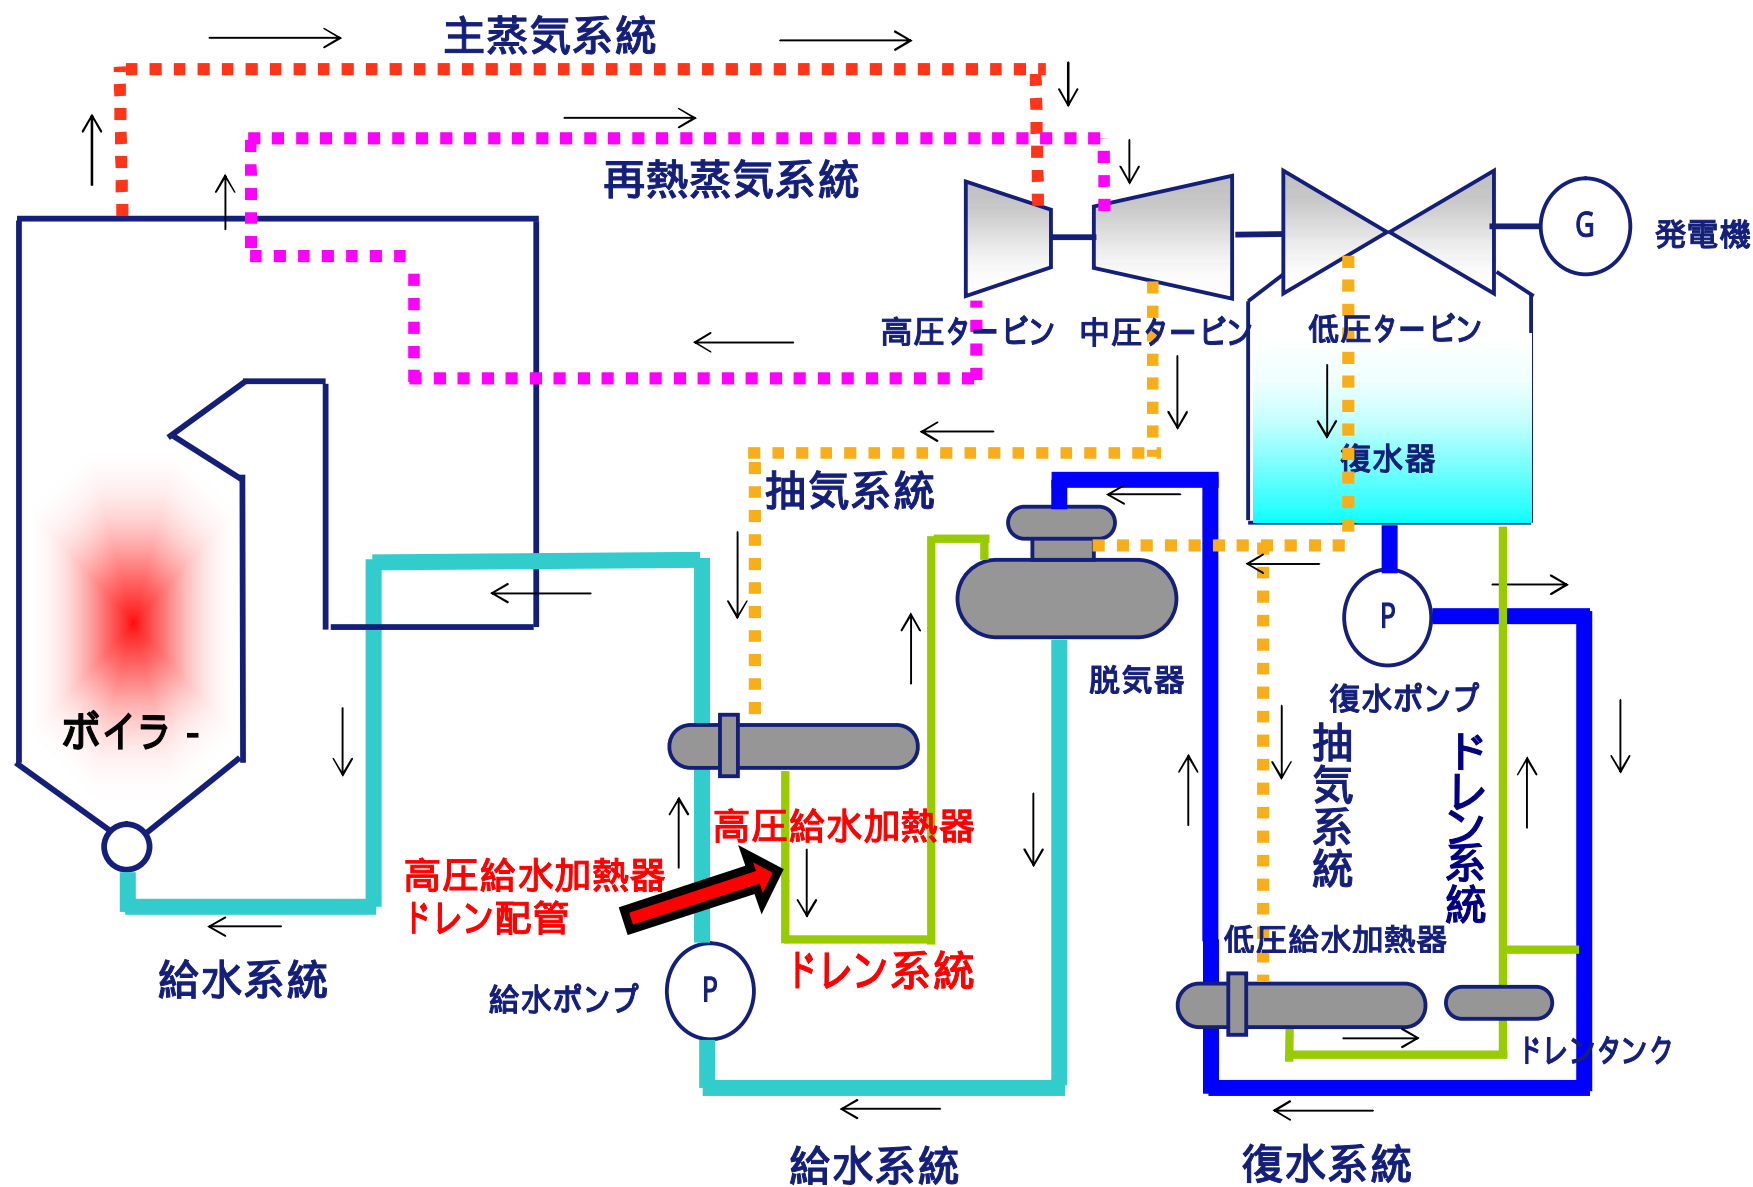 主蒸気系統
再熱蒸気系統
G
発電機
高圧タービン
中圧タービン
低圧タービン
復水器
抽気系統
P
脱気器
復水ポンプ
ボイラ -
抽気系統
ドレン系統
高圧給水加熱器
高圧給水加熱器
ドレン配管
低圧給水加熱器
ドレン系統
給水系統
給水ポンプ
P
ドレンタンク
給水系統
復水系統